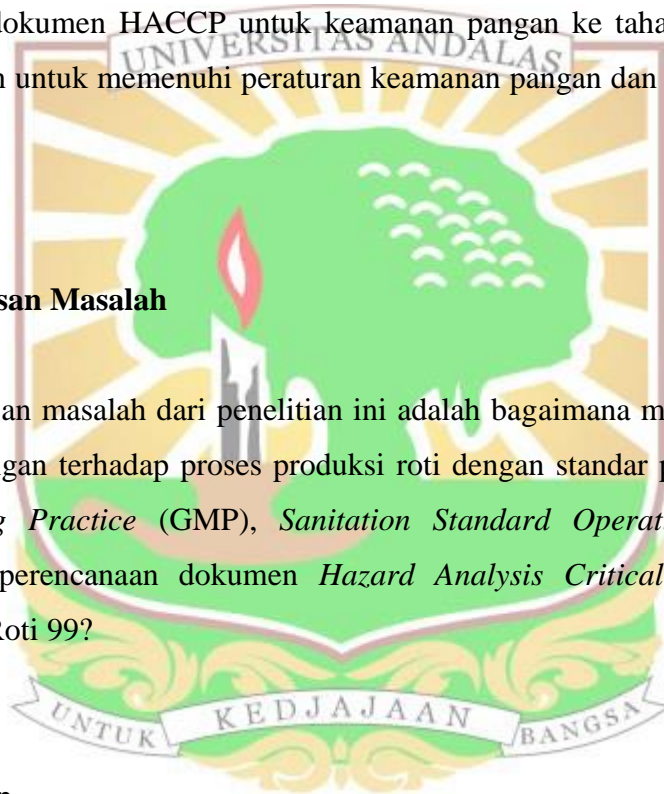 dokumen HACCP untuk keamanan pangan ke taha
UNIVERSITAS ANDALAS
untuk memenuhi peraturan keamanan pangan dan
san Masalah
an masalah dari penelitian ini adalah bagaimana m
gan terhadap proses produksi roti dengan standar p
g Practice (GMP), Sanitation Standard Operat
perencanaan dokumen Hazard Analysis Critical
Roti 99?
UNTUK KEDJAJAAN BANGSA